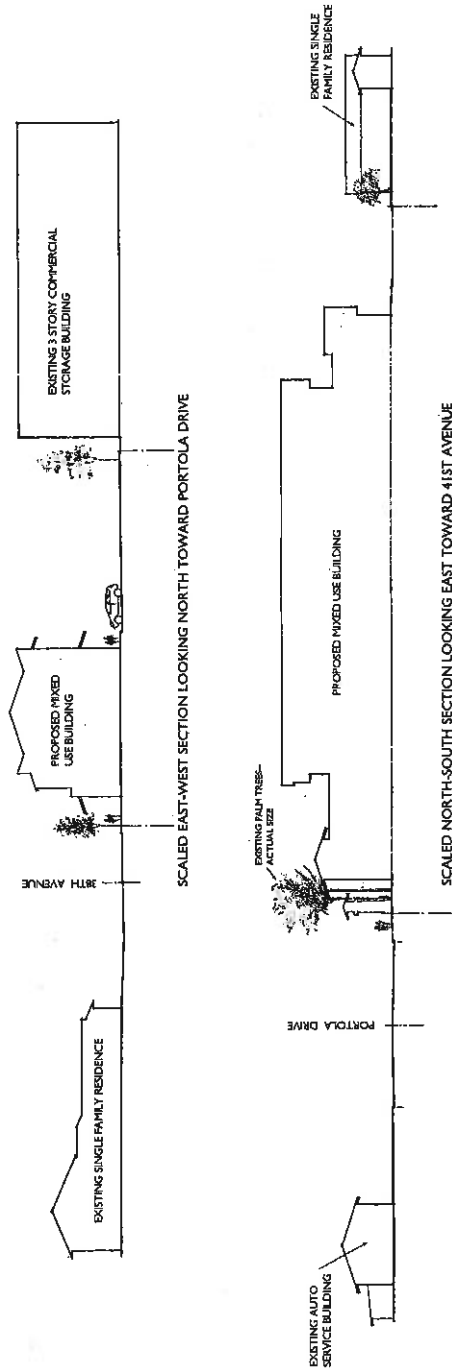 EXISTING SINGLE FAMILY RESIDENCE
38TH AVENUE
PROPOSED MIXED
USE BUILDING
EXISTING 3 STORY COMMERCIAL
STORAGE BUILDING
SCALED EAST-WEST SECTION LOOKING NORTH TOWARD PORTOLA DRIVE
EXISTING AUTO
SERVICE BUILDING
PORTOLA DRIVE
EXISTING PALM TREES-
ACTUAL SIZE
PROPOSED MIXED USE BUILDING
EXISTING SINGLE
FAMILY RESIDENCE
SCALED NORTH-SOUTH SECTION LOOKING EAST TOWARD 41ST AVENUE